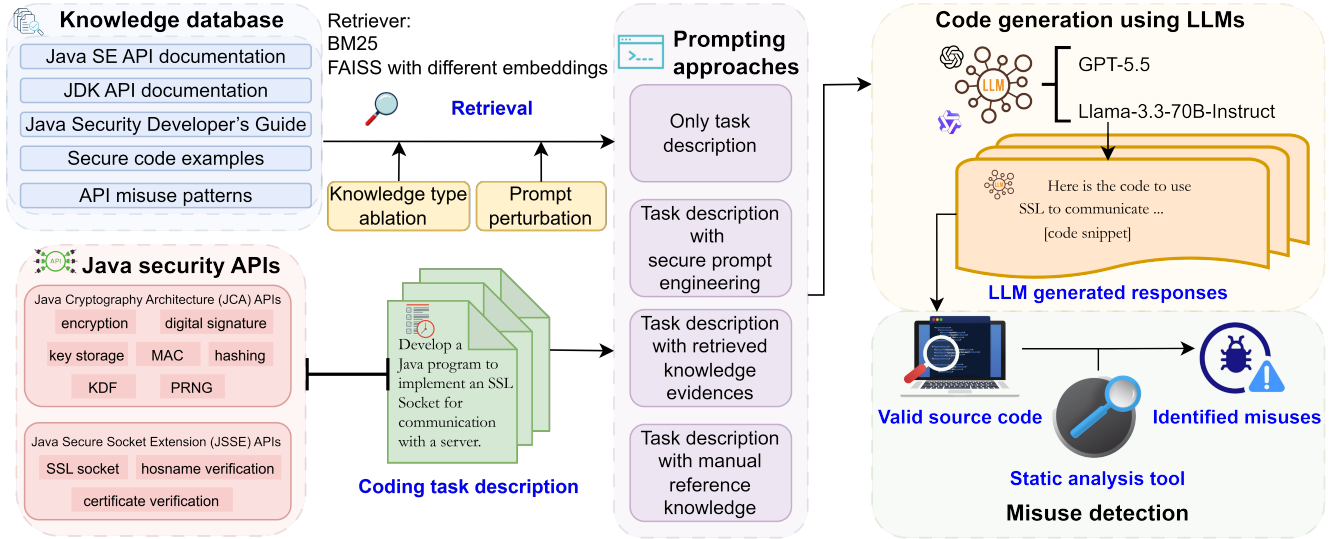 Knowledge database
Java SE API documentation
JDK API documentation
Java Security Developer's Guide
Secure code examples
API misuse patterns
Retriever:
BM25
FAISS with different embeddings
Retrieval
Knowledge type
ablation
Prompt
perturbation
API
Java security APIs
Java Cryptography Architecture (JCA) APIs
encryption
digital signature
key storage
MAC
hashing
KDF
PRNG
Java Secure Socket Extension (JSSE) APIs
SSL socket
hosname verification
certificate verification
Develop a
Java program to
implement an SSL
Socket for
communication
with a server.
Coding task description
Prompting
approaches
Only task
description
Task description
with
secure prompt
engineering
Task description
with retrieved
knowledge
evidences
Task description
with manual
reference
knowledge
Code generation using LLMs
LLM
GPT-5.5
Llama-3.3-70B-Instruct
LLM
Here is the code to use
SSL to communicate ...
[code snippet]
LLM generated responses
Valid source code
Identified misuses
Static analysis tool
Misuse detection